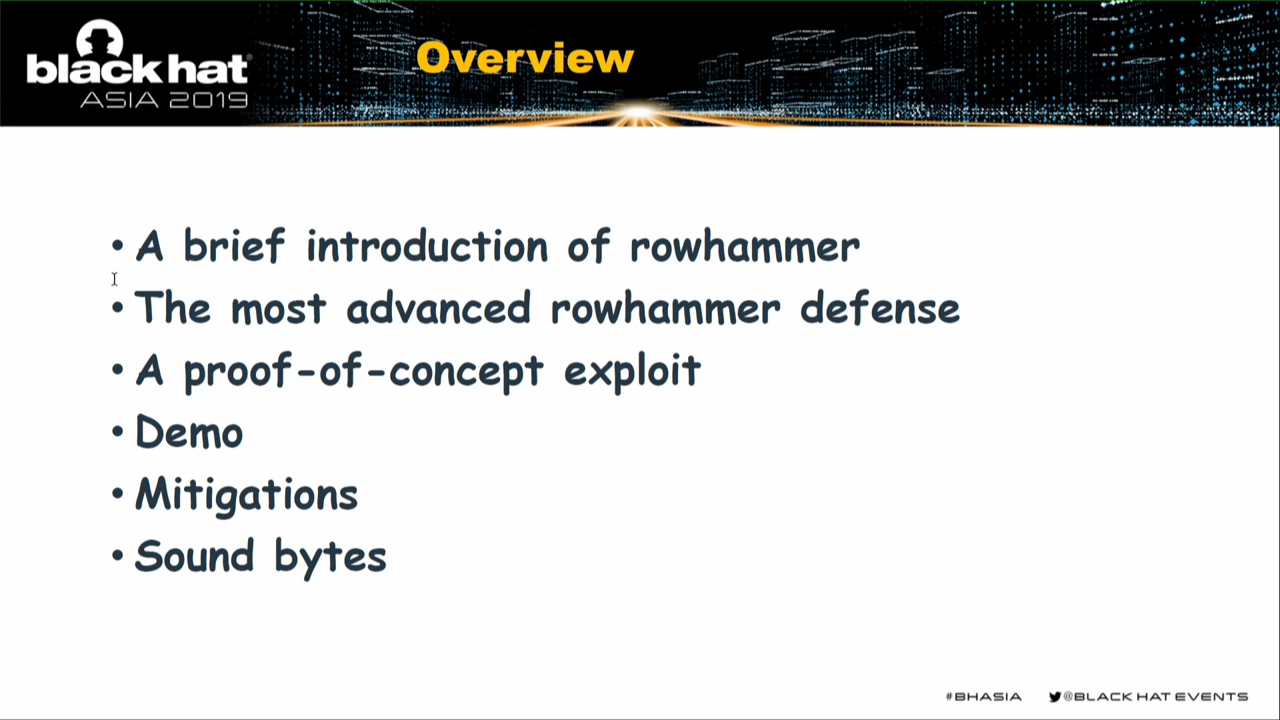 black hat
ASIA 2019
Overview
• A brief introduction of rowhammer
• The most advanced rowhammer defense
• A proof-of-concept exploit
• Demo
• Mitigations
• Sound bytes
#BHASIA @BLACK HAT EVENTS